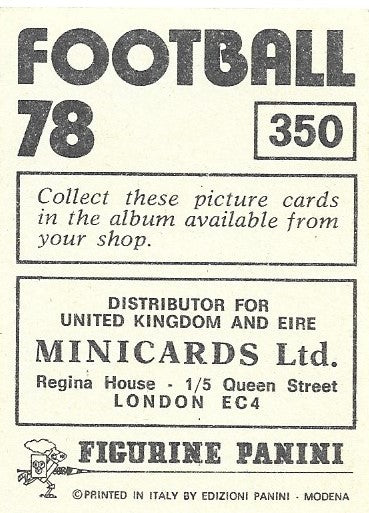 FOOTBALL
78
350
Collect these picture cards
in the album available from
your shop.
DISTRIBUTOR FOR
UNITED KINGDOM AND EIRE
MINICARDS Ltd.
Regina House - 1/5 Queen Street
LONDON EC4
FIGURINE PANINI
©PRINTED IN ITALY BY EDIZIONI PANINI - MODENA